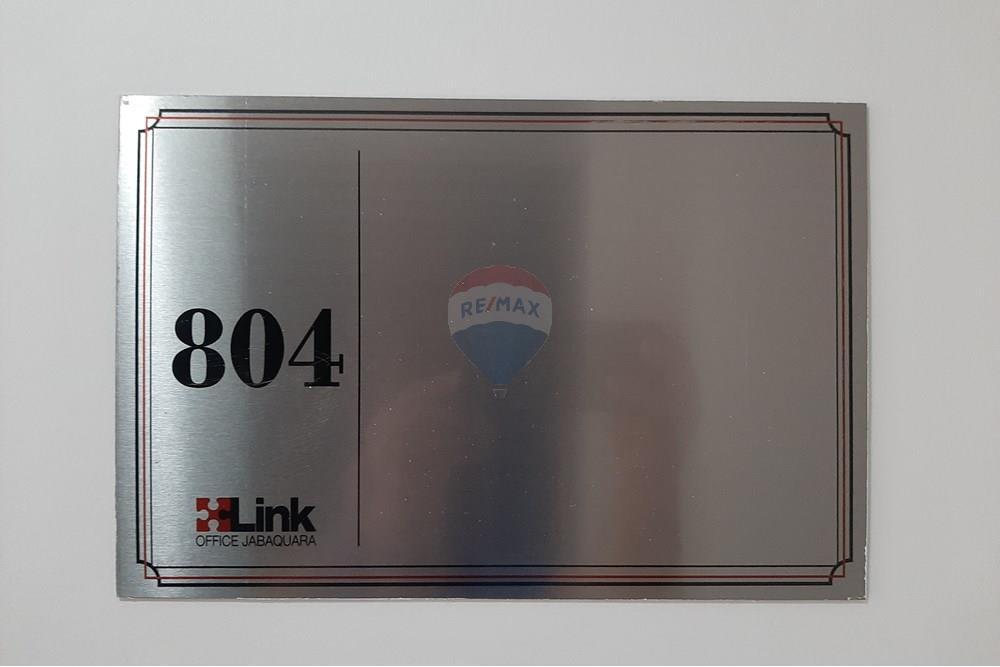 804
Link
OFFICE JABAQUARA
RE/MAX